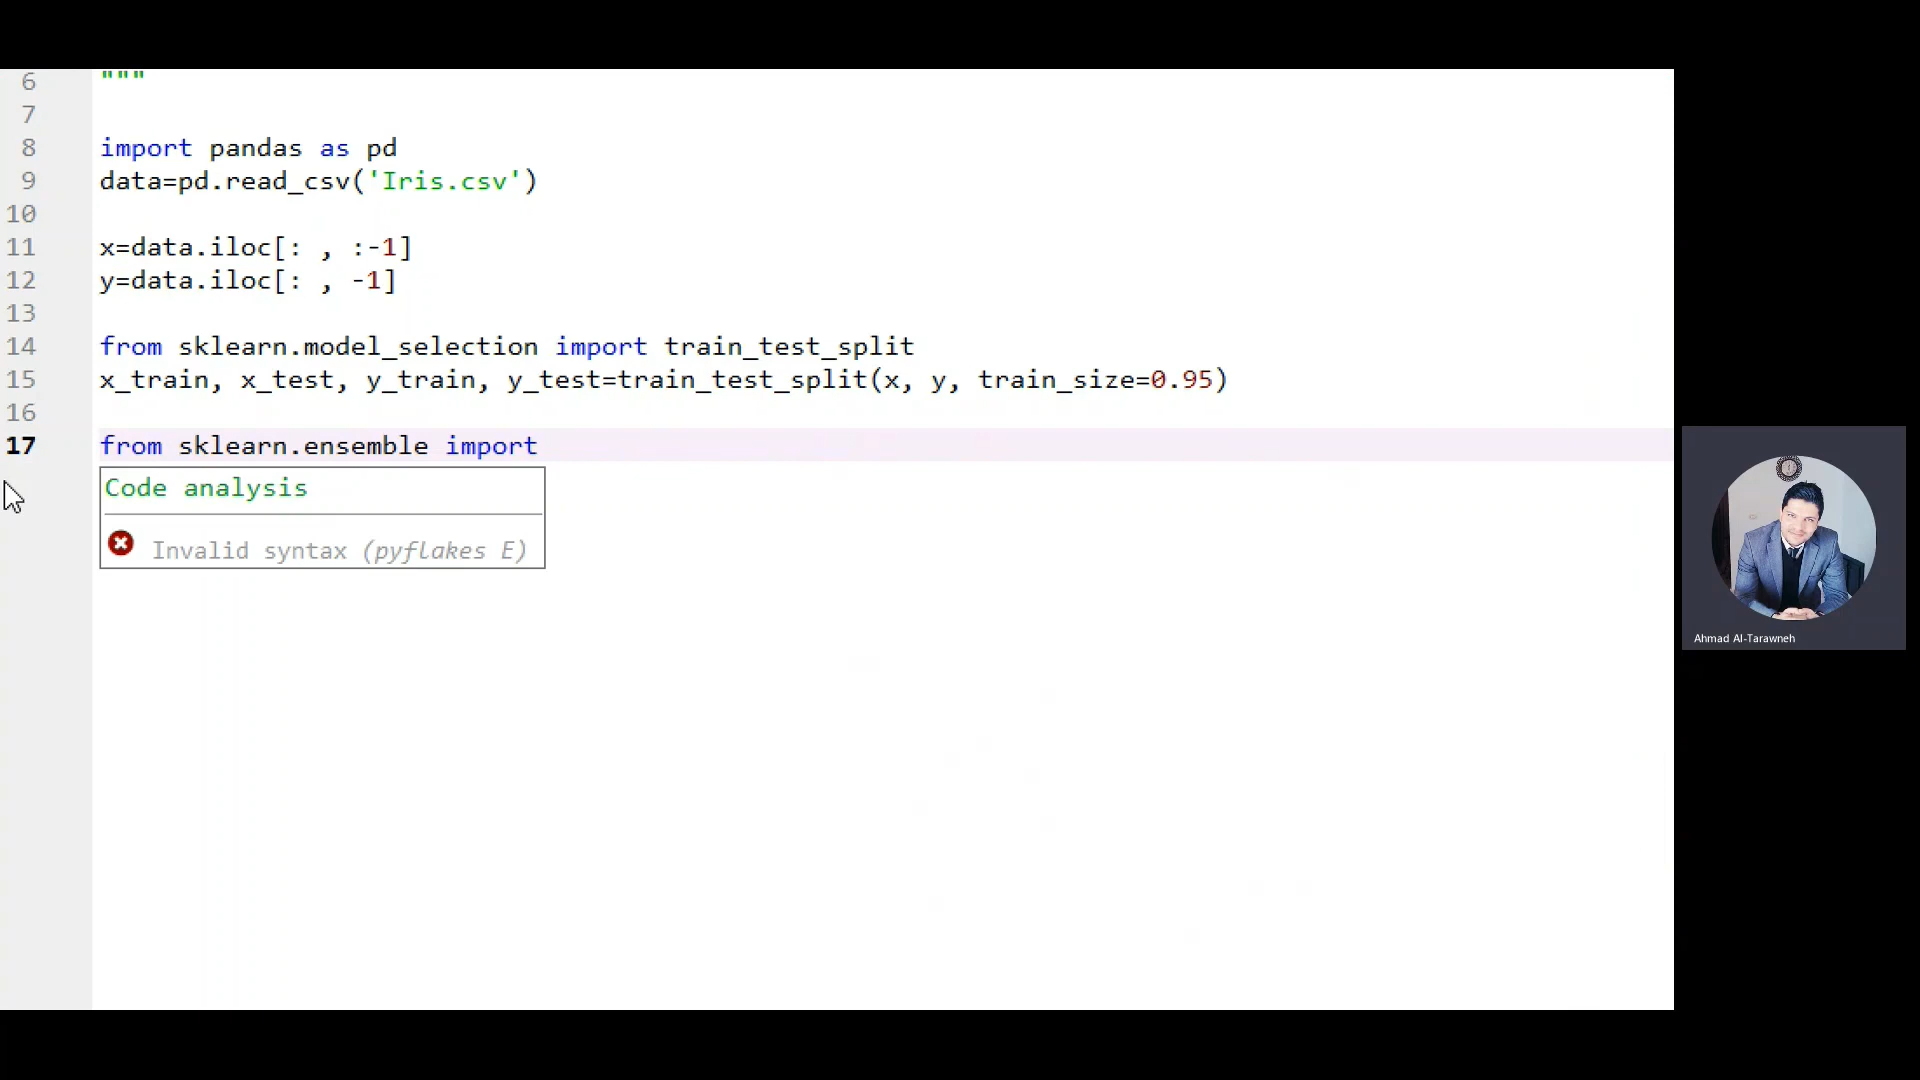 6 """
7
8 import pandas as pd
9 data=pd.read_csv('Iris.csv')
10
11 x=data.iloc[: , :-1]
12 y=data.iloc[: , -1]
13
14 from sklearn.model_selection import train_test_split
15 x_train, x_test, y_train, y_test=train_test_split(x, y, train_size=0.95)
16
17 from sklearn.ensemble import
Code analysis
Invalid syntax (pyflakes E)
Ahmad Al-Tarawneh